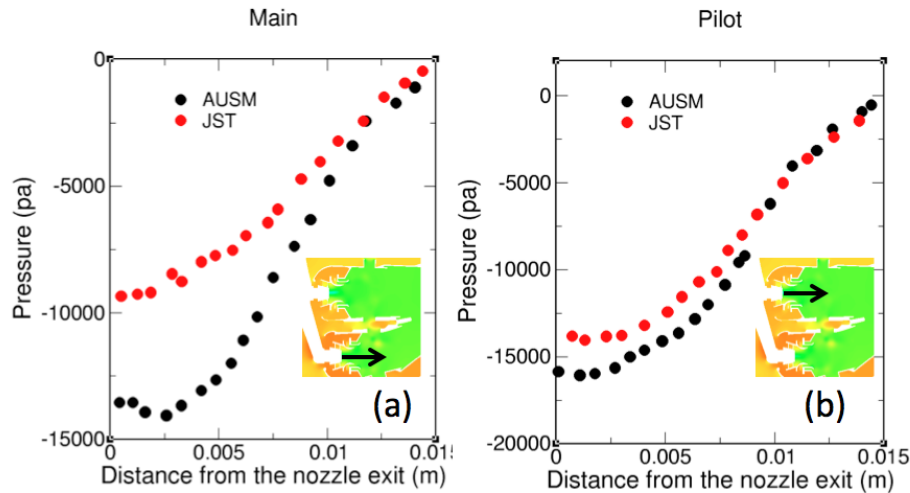 Main
Pilot
0
-5000
-10000
-15000
Pressure (pa)
AUSM
JST
(a)
0
0.005
0.01
0.015
Distance from the nozzle exit (m)
0
-5000
-10000
-15000
-20000
Pressure (pa)
AUSM
JST
(b)
0
0.005
0.01
0.015
Distance from the nozzle exit (m)